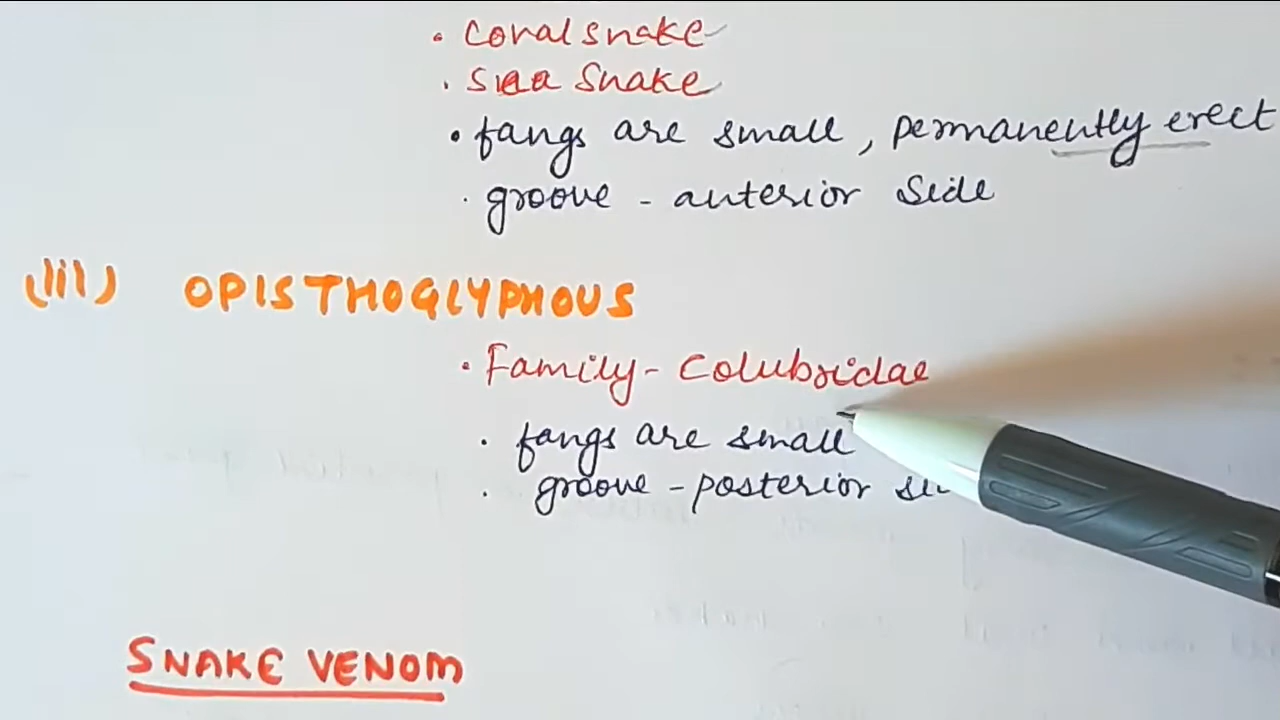 • Coral snake
• Sea Snake
• fangs are small, permanently erect
• groove - anterior side
(iii) OPISTHOGLYPHOUS
• Family - Colubridae
• fangs are small
• groove - posterior
SNAKE VENOM